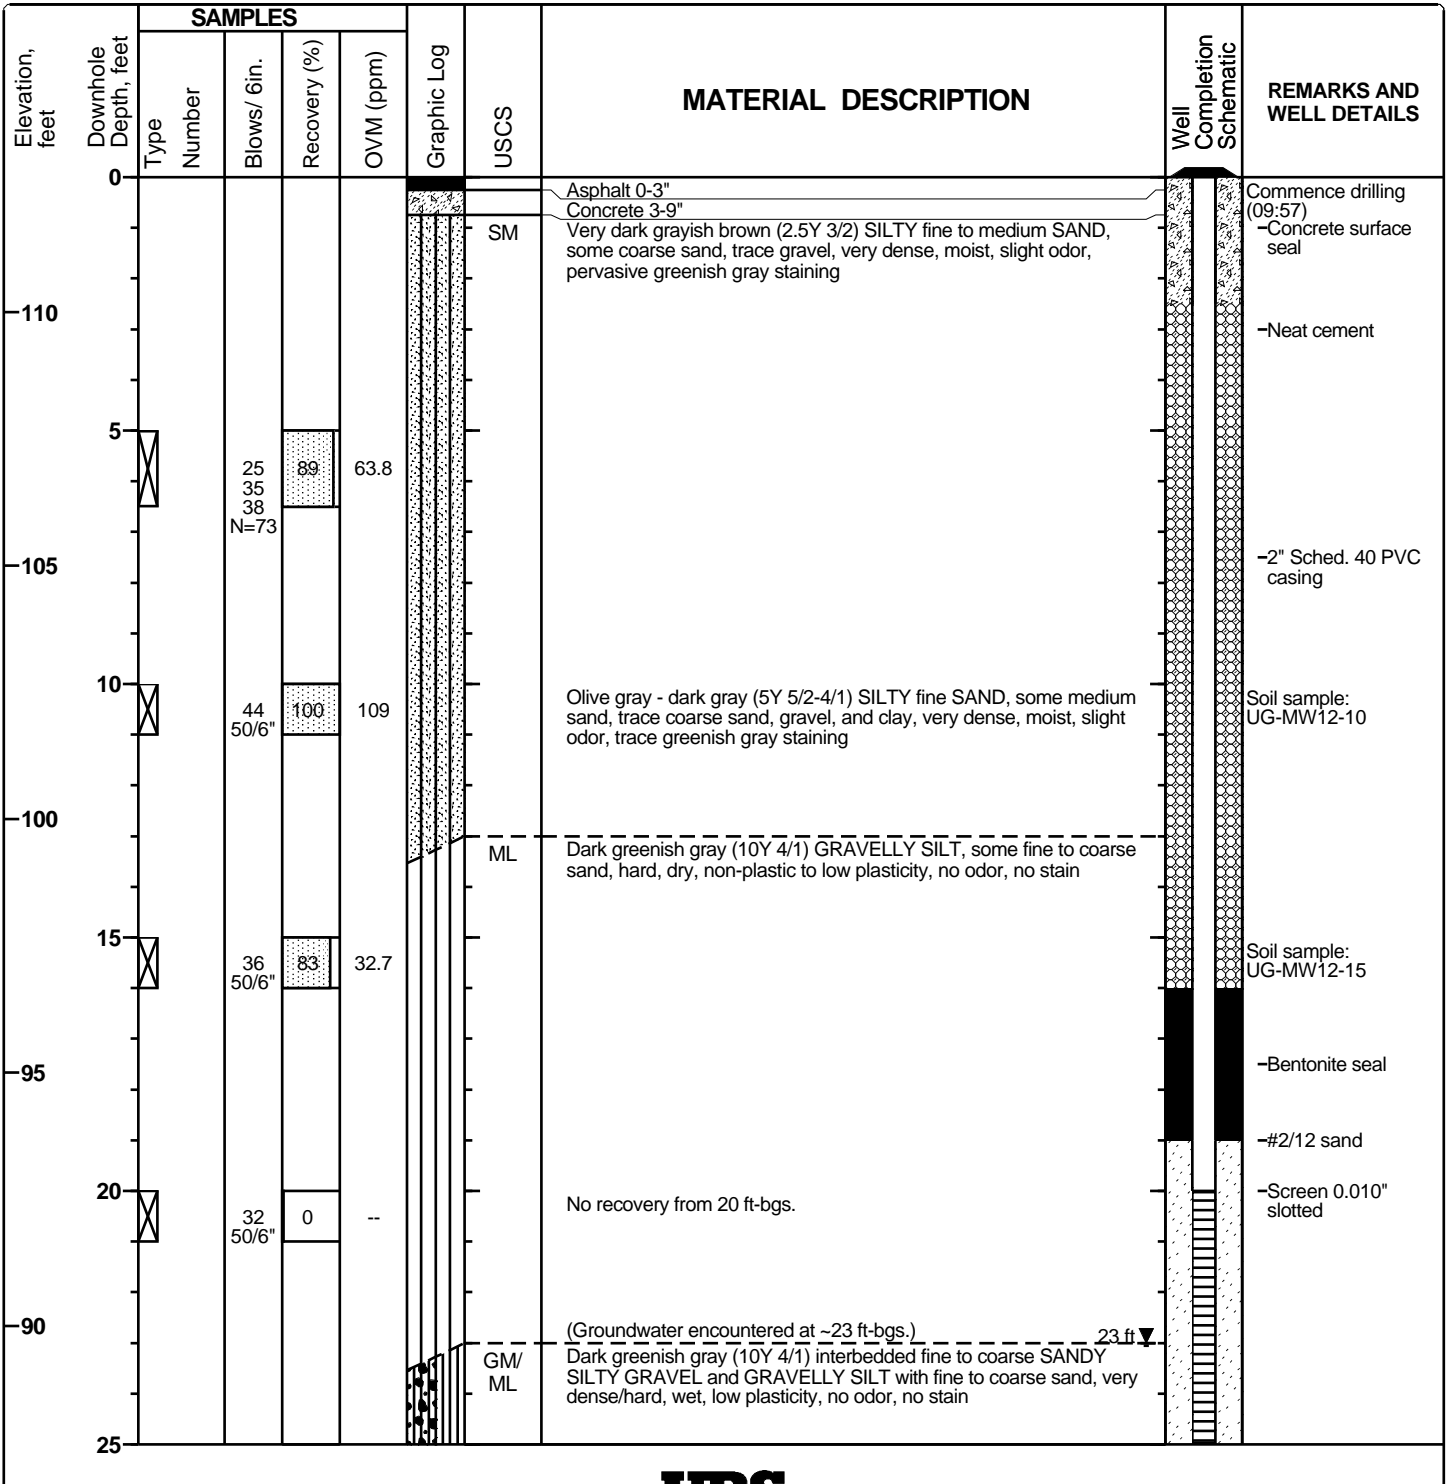 SAMPLES
Elevation,
feet
Downhole
Depth, feet
Type
Number
Blows/ 6in.
Recovery (%)
OVM (ppm)
Graphic Log
USCS
MATERIAL DESCRIPTION
Well
Completion
Schematic
REMARKS AND
WELL DETAILS
0
Asphalt 0-3"
Concrete 3-9"
SM
Very dark grayish brown (2.5Y 3/2) SILTY fine to medium SAND,
some coarse sand, trace gravel, very dense, moist, slight odor,
pervasive greenish gray staining
Commence drilling
(09:57)
Concrete surface
seal
110
Neat cement
5
25
35
38
N=73
89
63.8
105
2" Sched. 40 PVC
casing
10
44
50/6"
100
109
Olive gray - dark gray (5Y 5/2-4/1) SILTY fine SAND, some medium
sand, trace coarse sand, gravel, and clay, very dense, moist, slight
odor, trace greenish gray staining
Soil sample:
UG-MW12-10
100
ML
Dark greenish gray (10Y 4/1) GRAVELLY SILT, some fine to coarse
sand, hard, dry, non-plastic to low plasticity, no odor, no stain
15
36
50/6"
83
32.7
Soil sample:
UG-MW12-15
95
Bentonite seal
#2/12 sand
20
32
50/6"
0
--
No recovery from 20 ft-bgs.
Screen 0.010"
slotted
90
(Groundwater encountered at ~23 ft-bgs.)
23 ft
GM/
ML
Dark greenish gray (10Y 4/1) interbedded fine to coarse SANDY
SILTY GRAVEL and GRAVELLY SILT with fine to coarse sand, very
dense/hard, wet, low plasticity, no odor, no stain
25